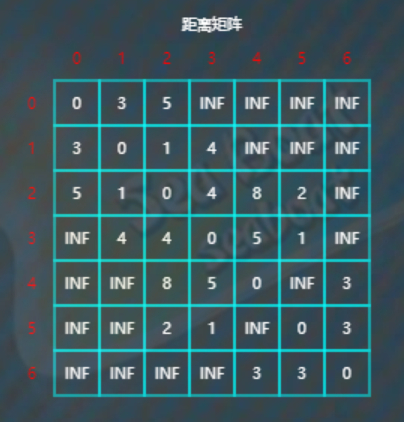 距离矩阵
0 1 2 3 4 5 6
0 0 3 5 INF INF INF INF
1 3 0 1 4 INF INF INF
2 5 1 0 4 8 2 INF
3 INF 4 4 0 5 1 INF
4 INF INF 8 5 0 INF 3
5 INF INF 2 1 INF 0 3
6 INF INF INF INF 3 3 0
Sea Boat
Seaboat